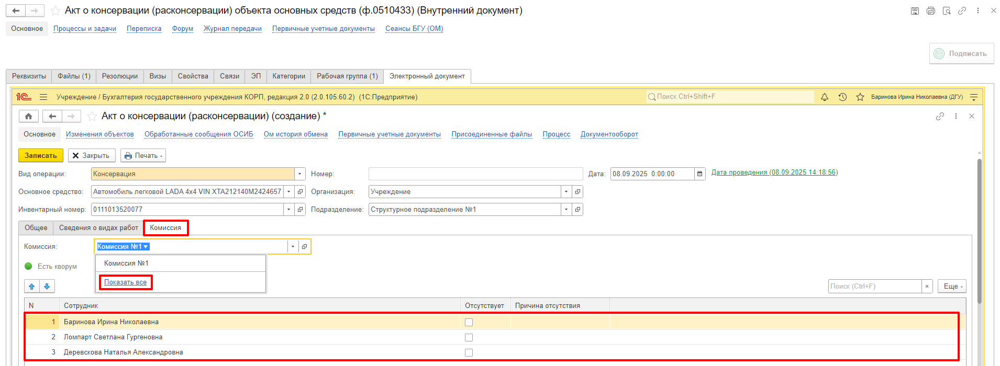 Акт о консервации (расконсервации) объекта основных средств (ф.0510433) (Внутренний документ)
Основное Процессы и задачи Переписка Форум Журнал передачи Первичные учетные документы Сеансы БГУ (ОМ)
Подписать
Реквизиты Файлы (1) Резолюции Визы Свойства Связи ЭП Категории Рабочая группа (1) Электронный документ
1С Учреждение / Бухгалтерия государственного учреждения КОРП, редакция 2.0 (2.0.105.60.2) (1С:Предприятие) Поиск Ctrl+Shift+F Баринова Ирина Николаевна (ДГУ)
Акт о консервации (расконсервации) (создание) *
Основное Изменения объектов Обработанные сообщения ОСИБ Ом история обмена Первичные учетные документы Присоединенные файлы Процесс Документооборот
Записать Закрыть Печать
Вид операции: Консервация Номер: Дата: 08.09.2025 0:00:00 Дата проведения (08.09.2025 14:18:56)
Основное средство: Автомобиль легковой LADA 4x4 VIN XTA212140M2424657 Организация: Учреждение
Инвентарный номер: 0111013520077 Подразделение: Структурное подразделение №1
Общее Сведения о видах работ Комиссия
Комиссия: Комиссия №1
Комиссия №1
Есть кворум
Показать все
Поиск (Ctrl+F) × Еще
N Сотрудник Отсутствует Причина отсутствия
1 Баринова Ирина Николаевна
2 Ломпарт Светлана Гургеновна
3 Деревскова Наталья Александровна